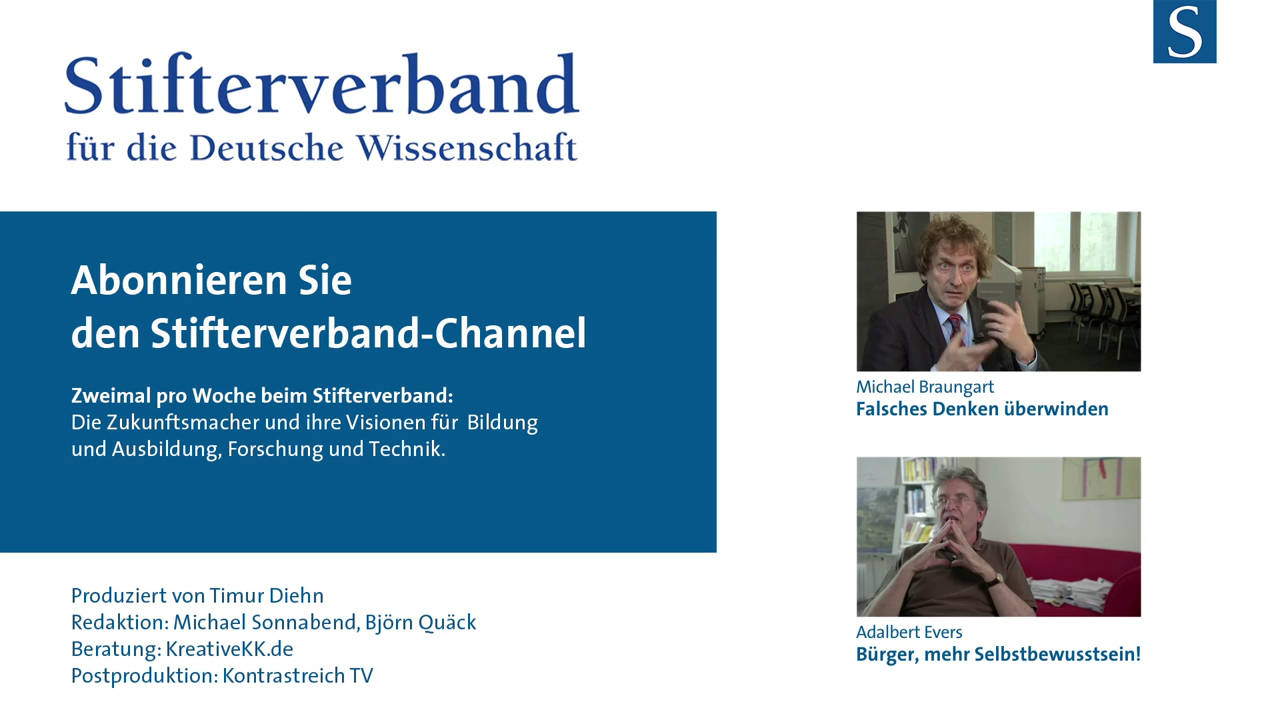 S
Stifterverband
für die Deutsche Wissenschaft
Abonnieren Sie
den Stifterverband-Channel
Zweimal pro Woche beim Stifterverband:
Die Zukunftsmacher und ihre Visionen für  Bildung
und Ausbildung, Forschung und Technik.
Produziert von Timur Diehn
Redaktion: Michael Sonnabend, Björn Quäck
Beratung: KreativeKK.de
Postproduktion: Kontrastreich TV
Michael Braungart
Falsches Denken überwinden
Adalbert Evers
Bürger, mehr Selbstbewusstsein!